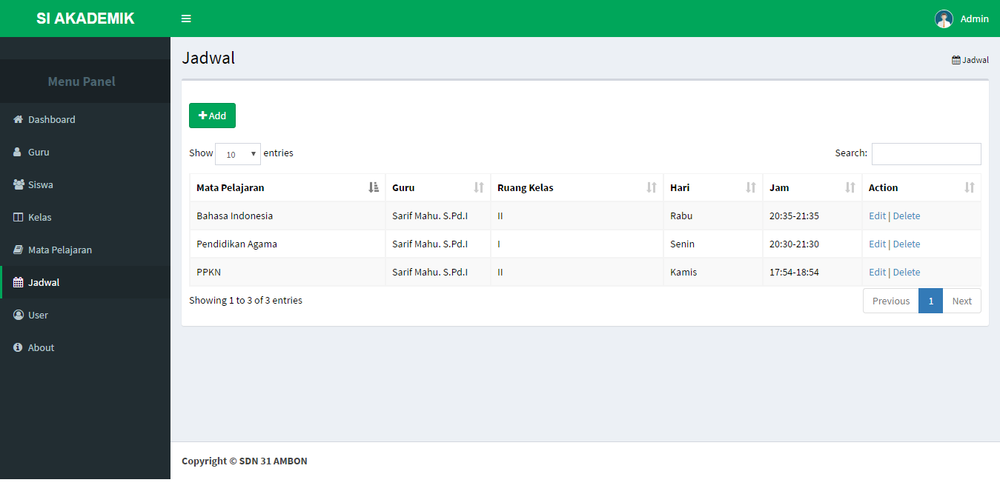 SI AKADEMIK
Admin
Menu Panel
Dashboard
Guru
Siswa
Kelas
Mata Pelajaran
Jadwal
User
About
Jadwal
Jadwal
Add
Show 10 entries
Search:
Mata Pelajaran Guru Ruang Kelas Hari Jam Action
Bahasa Indonesia Sarif Mahu. S.Pd.I II Rabu 20:35-21:35 Edit | Delete
Pendidikan Agama Sarif Mahu. S.Pd.I I Senin 20:30-21:30 Edit | Delete
PPKN Sarif Mahu. S.Pd.I II Kamis 17:54-18:54 Edit | Delete
Showing 1 to 3 of 3 entries
Previous 1 Next
Copyright © SDN 31 AMBON